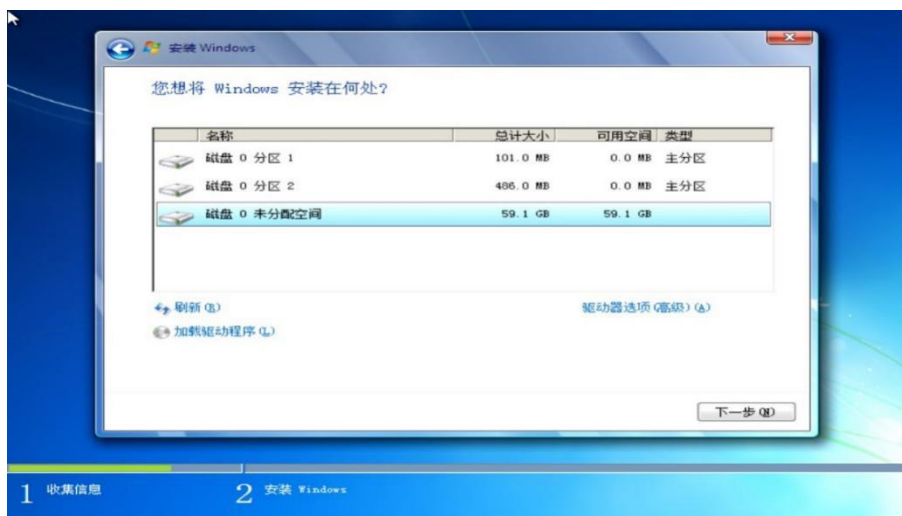 安装 Windows
您想将 Windows 安装在何处?
名称 总计大小 可用空间 类型
磁盘 0 分区 1 101.0 MB 0.0 MB 主分区
磁盘 0 分区 2 486.0 MB 0.0 MB 主分区
磁盘 0 未分配空间 59.1 GB 59.1 GB
刷新(R) 驱动器选项(高级)(A)
加载驱动程序(L)
下一步(N)
1 收集信息 2 安装 Windows